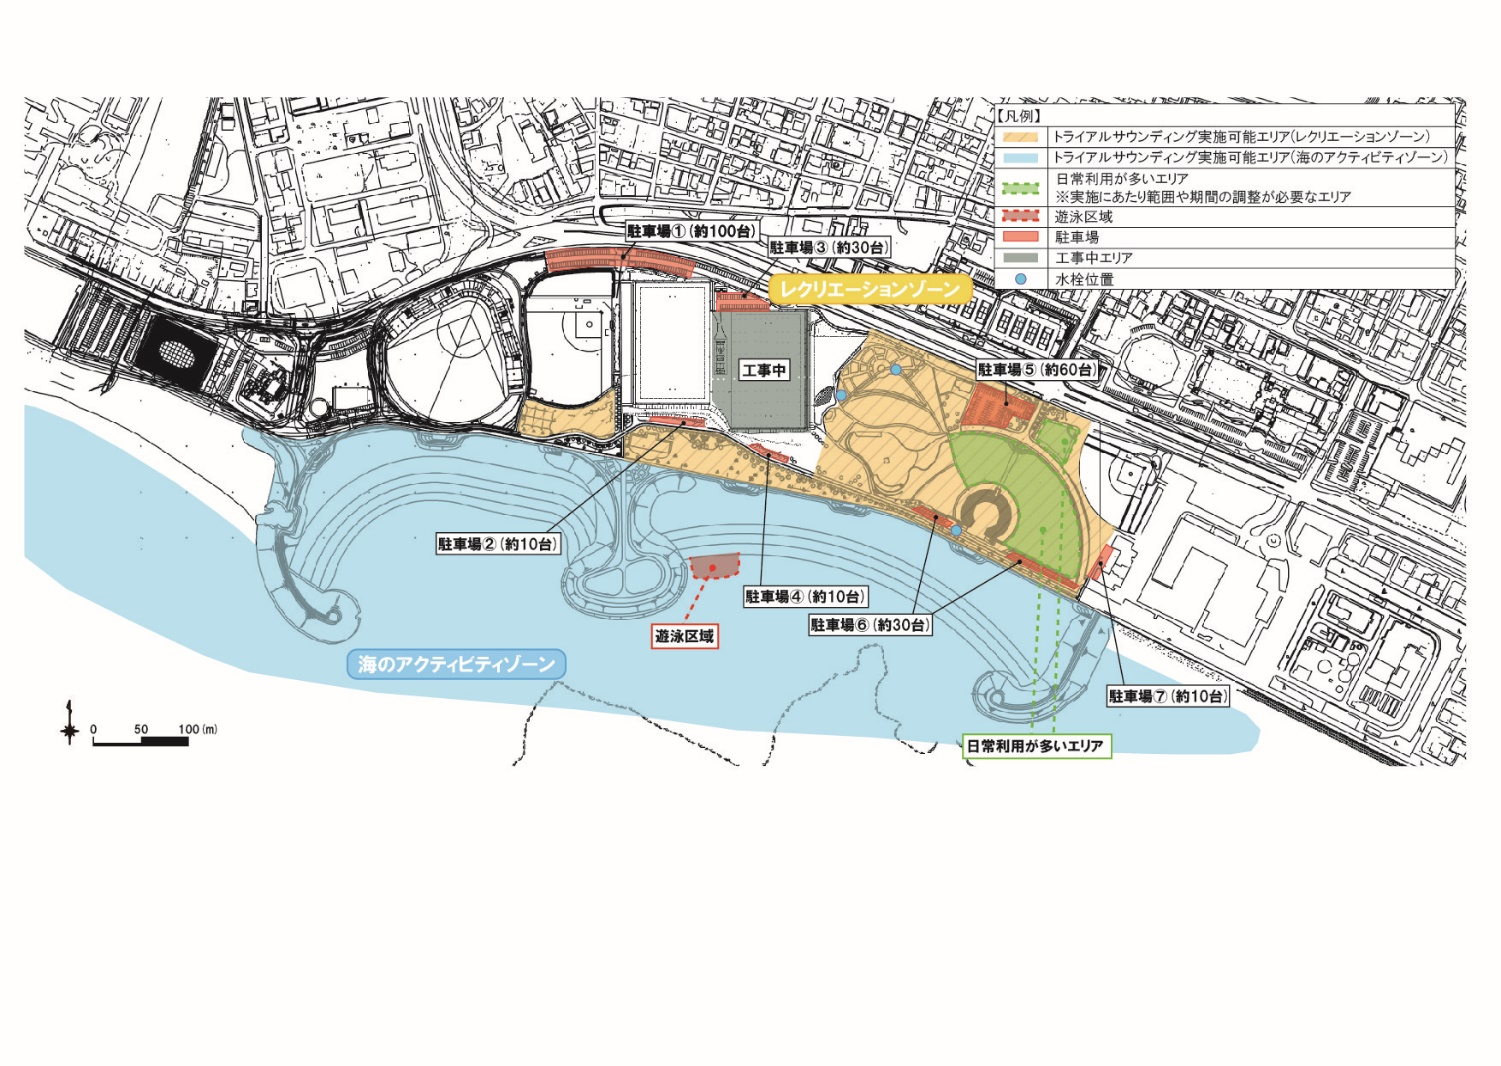 【凡例】
トライアルサウンディング実施可能エリア(レクリエーションゾーン)
トライアルサウンディング実施可能エリア(海のアクティビティゾーン)
日常利用が多いエリア
※実施にあたり範囲や期間の調整が必要なエリア
遊泳区域
駐車場
工事中エリア
水栓位置
駐車場①(約100台)
駐車場③(約30台)
レクリエーションゾーン
工事中
駐車場⑤(約60台)
駐車場②(約10台)
駐車場④(約10台)
駐車場⑥(約30台)
遊泳区域
海のアクティビティゾーン
駐車場⑦(約10台)
日常利用が多いエリア
0 50 100(m)